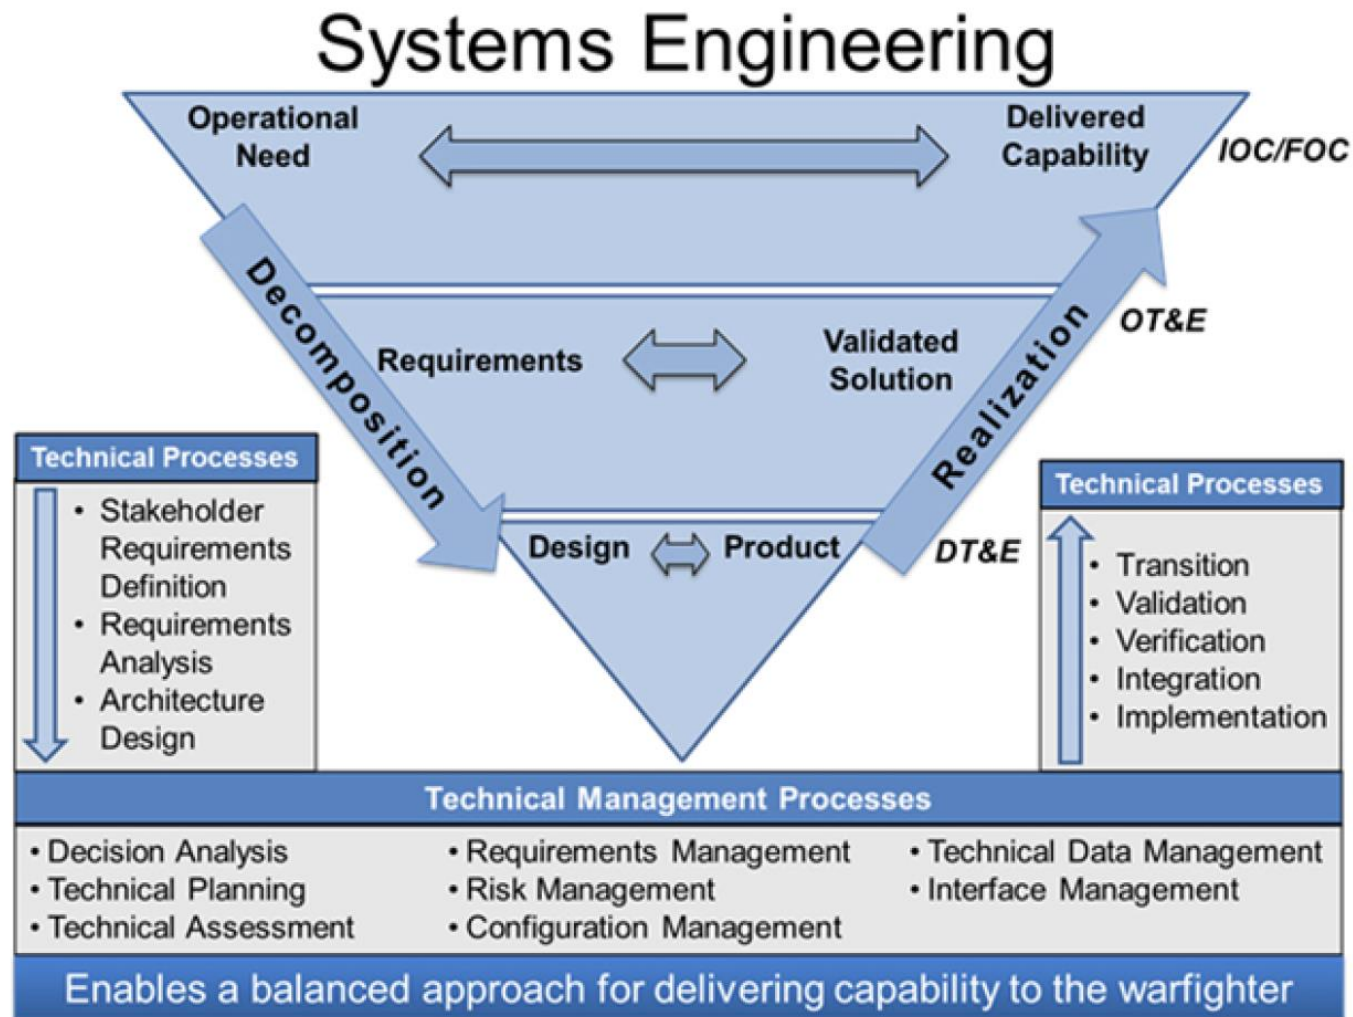 Systems Engineering
Operational
Need
Delivered
Capability
IOC/FOC
Decomposition
Realization
OT&E
Requirements
Validated
Solution
Design
Product
DT&E
Technical Processes
• Stakeholder
Requirements
Definition
• Requirements
Analysis
• Architecture
Design
Technical Processes
• Transition
• Validation
• Verification
• Integration
• Implementation
Technical Management Processes
• Decision Analysis
• Technical Planning
• Technical Assessment
• Requirements Management
• Risk Management
• Configuration Management
• Technical Data Management
• Interface Management
Enables a balanced approach for delivering capability to the warfighter